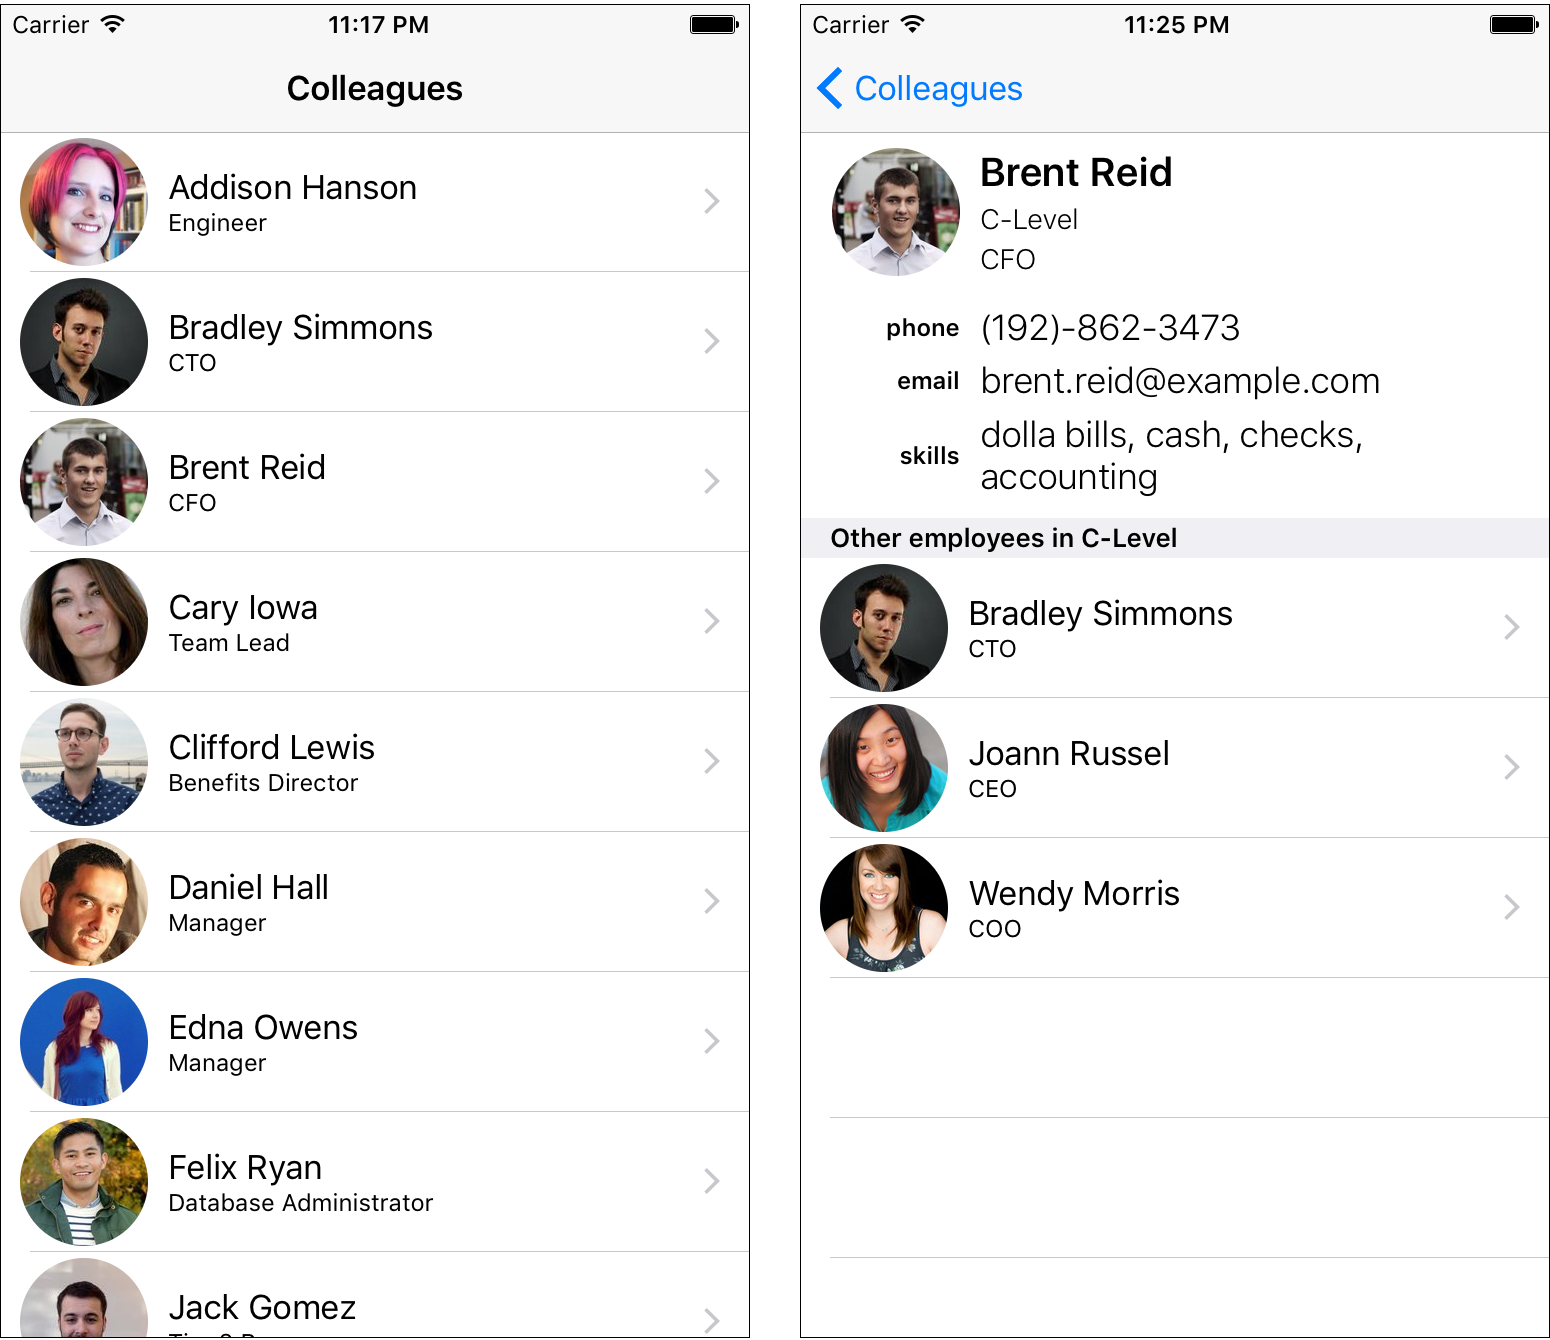 Carrier 11:17 PM
Colleagues
Addison Hanson
Engineer
Bradley Simmons
CTO
Brent Reid
CFO
Cary Iowa
Team Lead
Clifford Lewis
Benefits Director
Daniel Hall
Manager
Edna Owens
Manager
Felix Ryan
Database Administrator
Jack Gomez
Carrier 11:25 PM
Colleagues
Brent Reid
C-Level
CFO
phone (192)-862-3473
email brent.reid@example.com
skills dolla bills, cash, checks,
accounting
Other employees in C-Level
Bradley Simmons
CTO
Joann Russel
CEO
Wendy Morris
COO